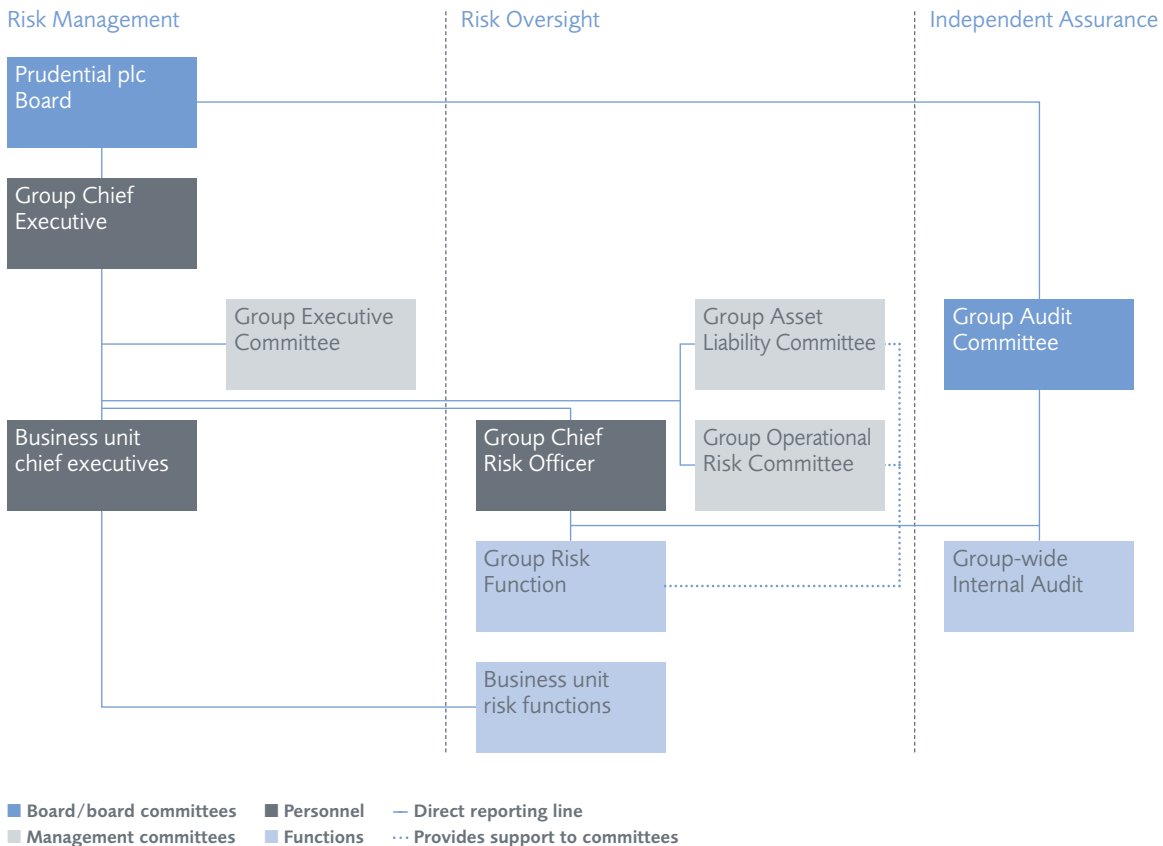 Risk Management
Risk Oversight
Independent Assurance
Prudential plc
Board
Group Chief
Executive
Group Executive
Committee
Group Asset
Liability Committee
Group Audit
Committee
Business unit
chief executives
Group Chief
Risk Officer
Group Operational
Risk Committee
Group Risk
Function
Group-wide
Internal Audit
Business unit
risk functions
Board/board committees
Personnel
Direct reporting line
Management committees
Functions
Provides support to committees